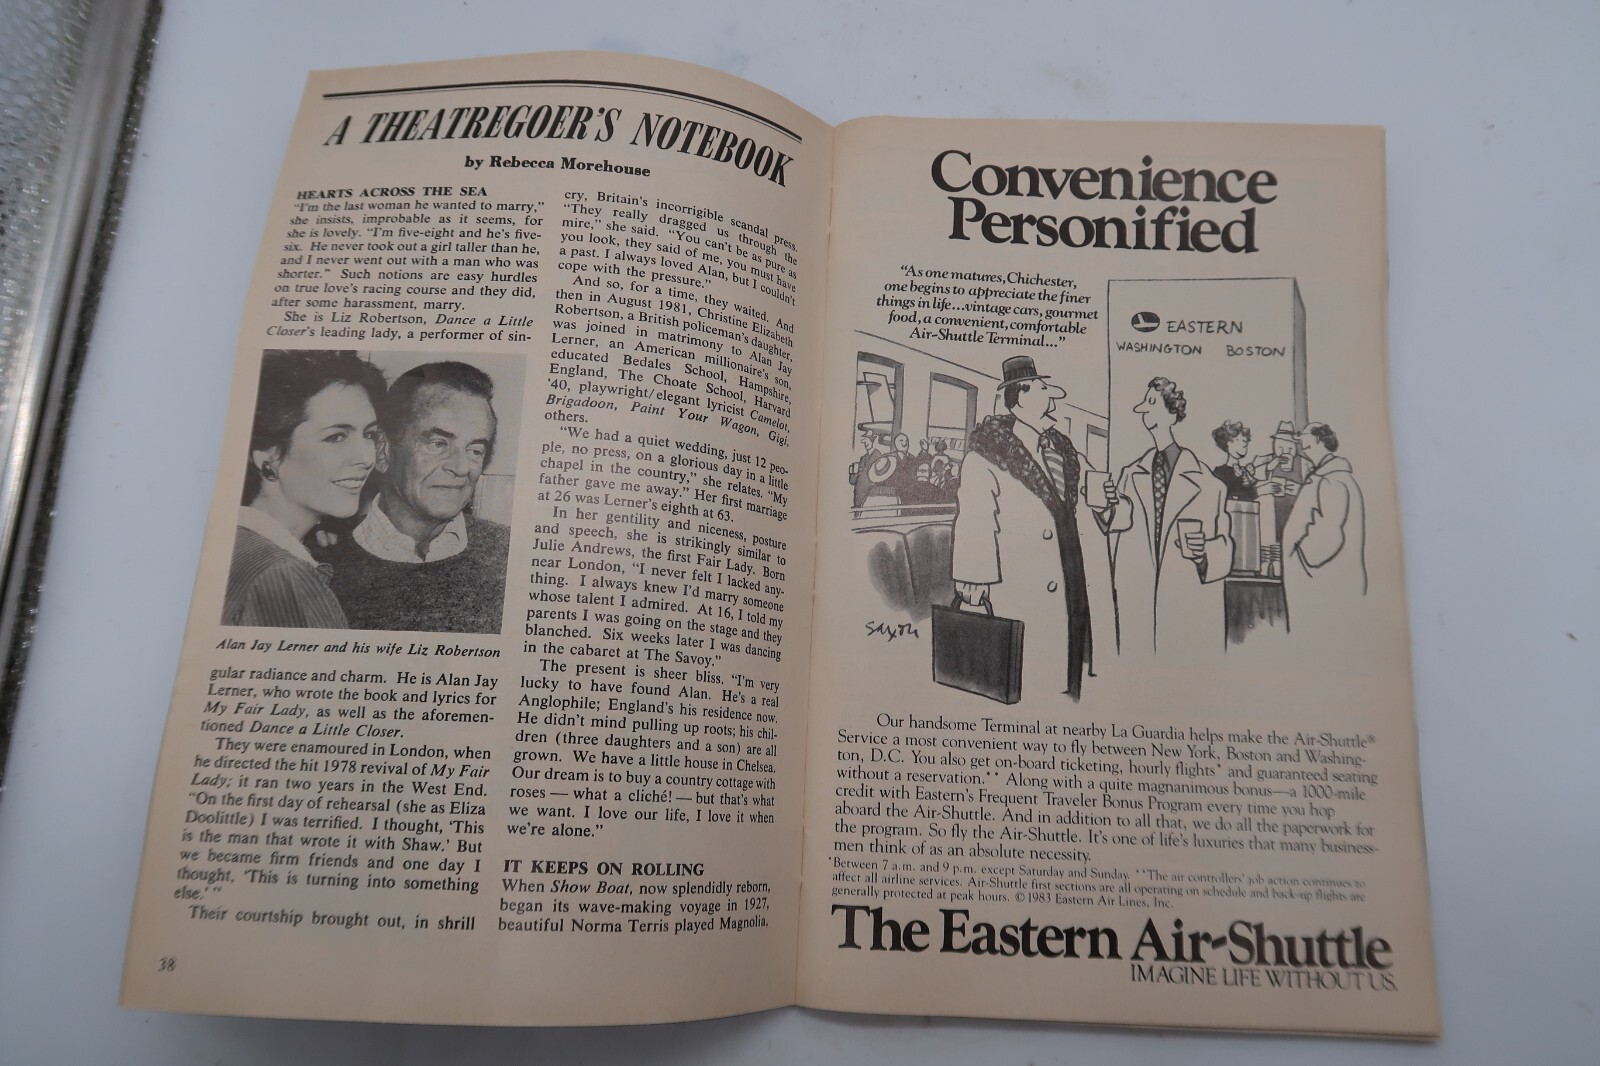 A THEATREGOER'S NOTEBOOK
by Rebecca Morehouse
HEARTS ACROSS THE SEA
"I'm the last woman he wanted to marry,"
she insists, improbable as it seems, for
she is lovely. "I'm five-eight and he's five-
six. He never took out a girl taller than he,
and I never went out with a man who was
shorter." Such notions are easy hurdles
on true love's racing course and they did,
after some harassment, marry.
She is Liz Robertson, Dance a Little
Closer's leading lady, a performer of sin-
Alan Jay Lerner and his wife Liz Robertson
gular radiance and charm. He is Alan Jay
Lerner, who wrote the book and lyrics for
My Fair Lady, as well as the aforemen-
tioned Dance a Little Closer.
They were enamoured in London, when
he directed the hit 1978 revival of My Fair
Lady; it ran two years in the West End.
"On the first day of rehearsal (she as Eliza
Doolittle) I was terrified. I thought, 'This
is the man that wrote it with Shaw.' But
we became firm friends and one day I
thought, 'This is turning into something
else.' "
Their courtship brought out, in shrill
38
cry, Britain's incorrigible scandal press.
"They really dragged us through the
mire," she said. "You can't be as pure as
you look, they said of me, you must have
a past. I always loved Alan, but I couldn't
cope with the pressure."
And so, for a time, they waited. And
then in August 1981, Christine Elizabeth
Robertson, a British policeman's daughter,
was joined in matrimony to Alan Jay
Lerner, an American millionaire's son,
educated Bedales School, Hampshire,
England, The Choate School, Harvard
'40, playwright/elegant lyricist Camelot,
Brigadoon, Paint Your Wagon, Gigi,
others.
"We had a quiet wedding, just 12 peo-
ple, no press, on a glorious day in a little
chapel in the country," she relates. "My
father gave me away." Her first marriage
at 26 was Lerner's eighth at 63.
In her gentility and niceness, posture
and speech, she is strikingly similar to
Julie Andrews, the first Fair Lady. Born
near London, "I never felt I lacked any-
thing. I always knew I'd marry someone
whose talent I admired. At 16, I told my
parents I was going on the stage and they
blanched. Six weeks later I was dancing
in the cabaret at The Savoy."
The present is sheer bliss. "I'm very
lucky to have found Alan. He's a real
Anglophile; England's his residence now.
He didn't mind pulling up roots; his chil-
dren (three daughters and a son) are all
grown. We have a little house in Chelsea.
Our dream is to buy a country cottage with
roses — what a cliché! — but that's what
we want. I love our life, I love it when
we're alone."
IT KEEPS ON ROLLING
When Show Boat, now splendidly reborn,
began its wave-making voyage in 1927,
beautiful Norma Terris played Magnolia,
Convenience
Personified
"As one matures, Chichester,
one begins to appreciate the finer
things in life...vintage cars, gourmet
food, a convenient, comfortable
Air-Shuttle Terminal..."
EASTERN
WASHINGTON BOSTON
Saxon
Our handsome Terminal at nearby La Guardia helps make the Air-Shuttle®
Service a most convenient way to fly between New York, Boston and Washing-
ton, D.C. You also get on-board ticketing, hourly flights* and guaranteed seating
without a reservation.** Along with a quite magnanimous bonus—a 1000-mile
credit with Eastern's Frequent Traveler Bonus Program every time you hop
aboard the Air-Shuttle. And in addition to all that, we do all the paperwork for
the program. So fly the Air-Shuttle. It's one of life's luxuries that many business-
men think of as an absolute necessity.
*Between 7 a.m. and 9 p.m. except Saturday and Sunday. **The air controllers' job action continues to
affect all airline services. Air-Shuttle first sections are all operating on schedule and back-up flights are
generally protected at peak hours. © 1983 Eastern Air Lines, Inc.
The Eastern Air-Shuttle
IMAGINE LIFE WITHOUT US.